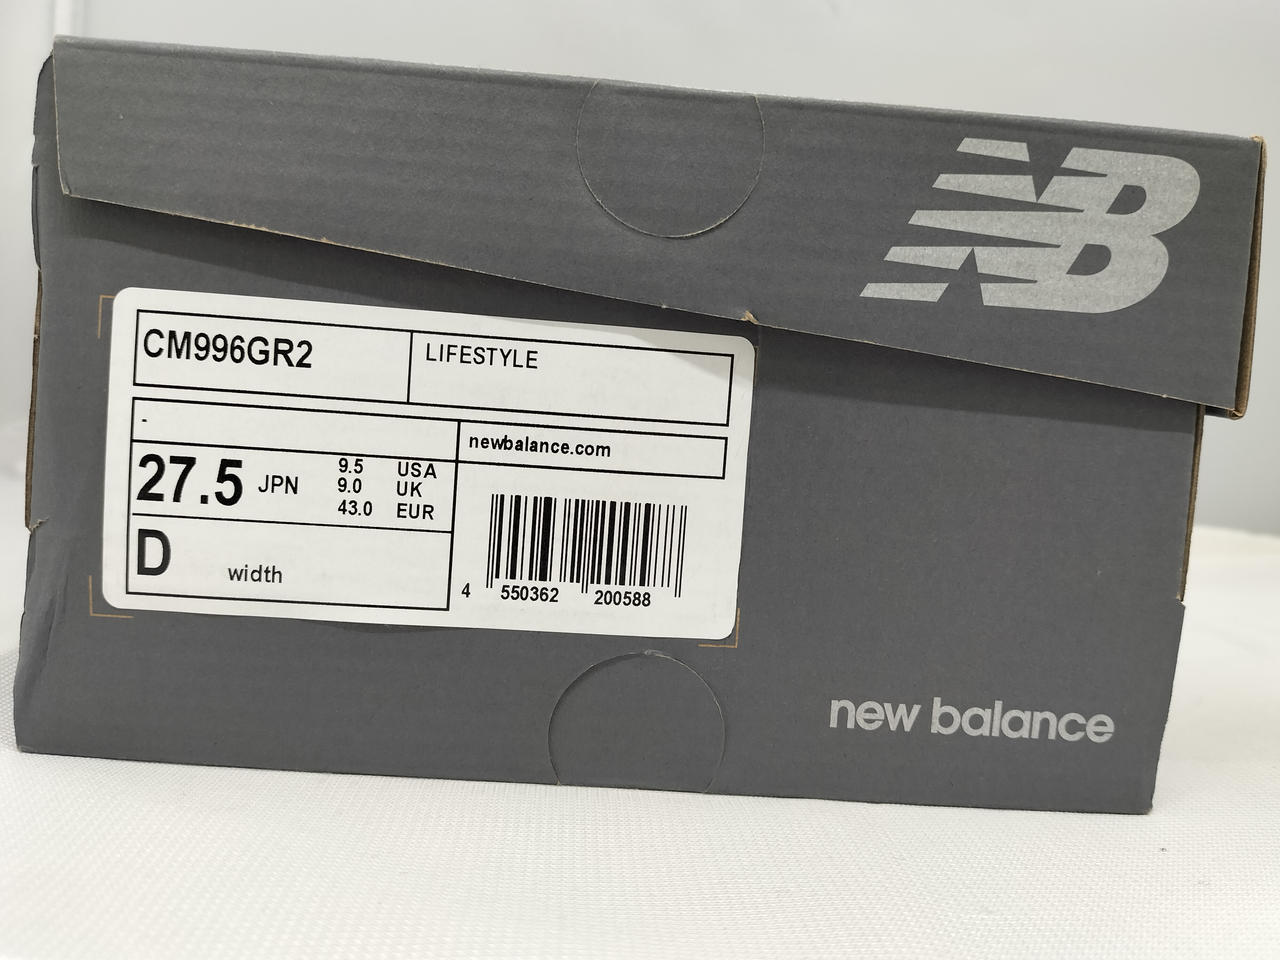 NB
CM996GR2
LIFESTYLE
-
newbalance.com
27.5 JPN
9.5 USA
9.0 UK
43.0 EUR
D width
4 550362 200588
new balance